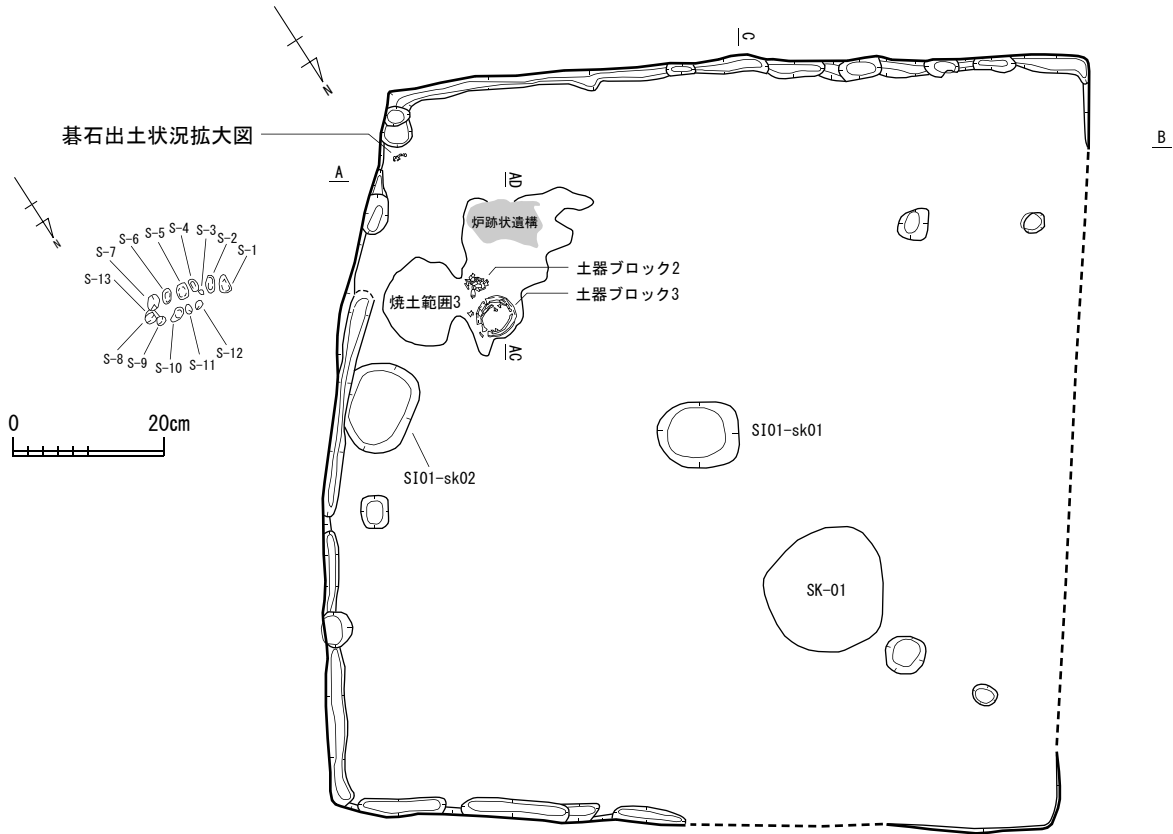 N
C
碁石出土状況拡大図
B
A
AD
N
炉跡状遺構
S-4
S-3
S-5
S-2
S-6
S-1
S-7
S-13
土器ブロック2
土器ブロック3
焼土範囲3
AC
S-8
S-9
S-10
S-11
S-12
0
20cm
SI01-sk01
SI01-sk02
SK-01